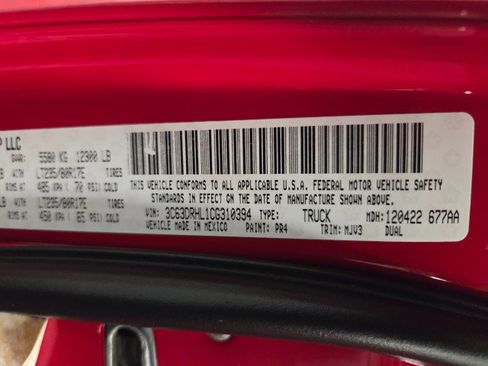 P LLC
GVWR: 5580 KG 12300 LB
LB WITH LT235/80R17E TIRES
RIMS AT 485 KPA ( 70 PSI) COLD
LB WITH LT235/80R17E TIRES
RIMS AT 450 KPA ( 65 PSI) COLD
THIS VEHICLE CONFORMS TO ALL APPLICABLE U.S.A. FEDERAL MOTOR VEHICLE SAFETY
STANDARDS IN EFFECT ON THE DATE OF MANUFACTURE SHOWN ABOVE.
VIN: 3C63DRHL1CG310394 TYPE: TRUCK MDH: 120422 677AA
VEHICLE MADE IN MEXICO PAINT: PR4 TRIM: MJV3 DUAL